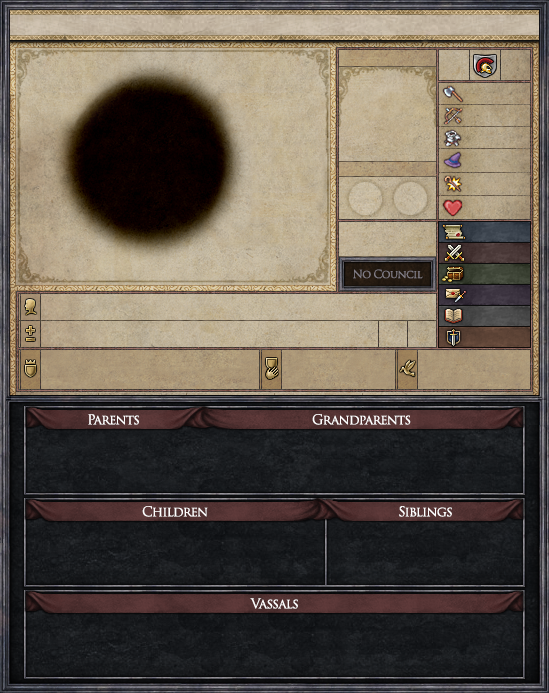 No Council
Parents
Grandparents
Children
Siblings
Vassals